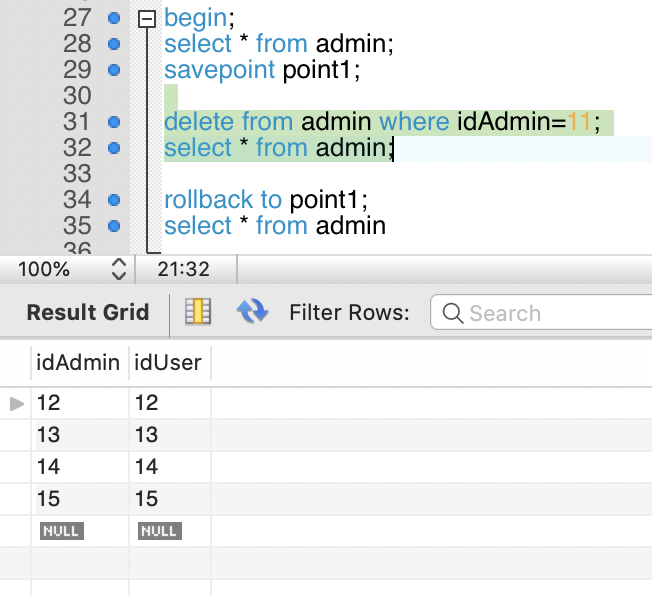 27 begin;
28 select * from admin;
29 savepoint point1;
30
31 delete from admin where idAdmin=11;
32 select * from admin;
33
34 rollback to point1;
35 select * from admin
36
100% 21:32
Result Grid Filter Rows: Search
idAdmin idUser
12 12
13 13
14 14
15 15
NULL NULL